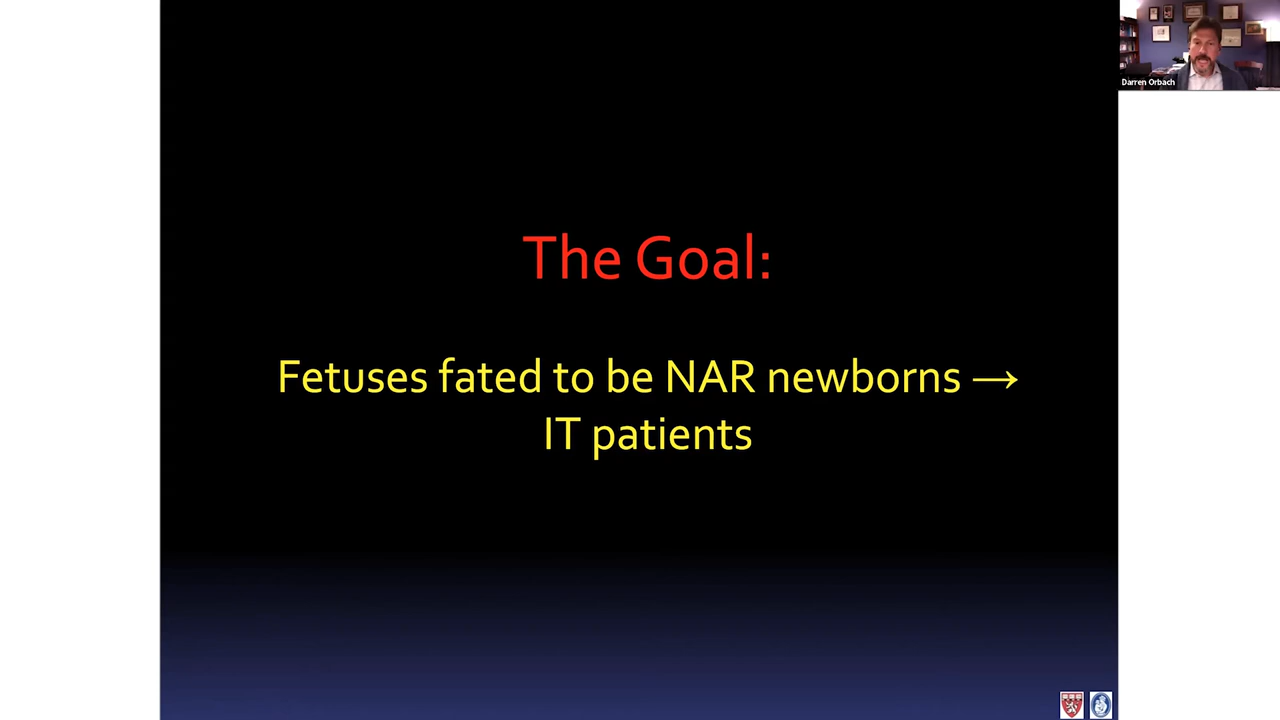 Darren Orbach
The Goal:
Fetuses fated to be NAR newborns →
IT patients